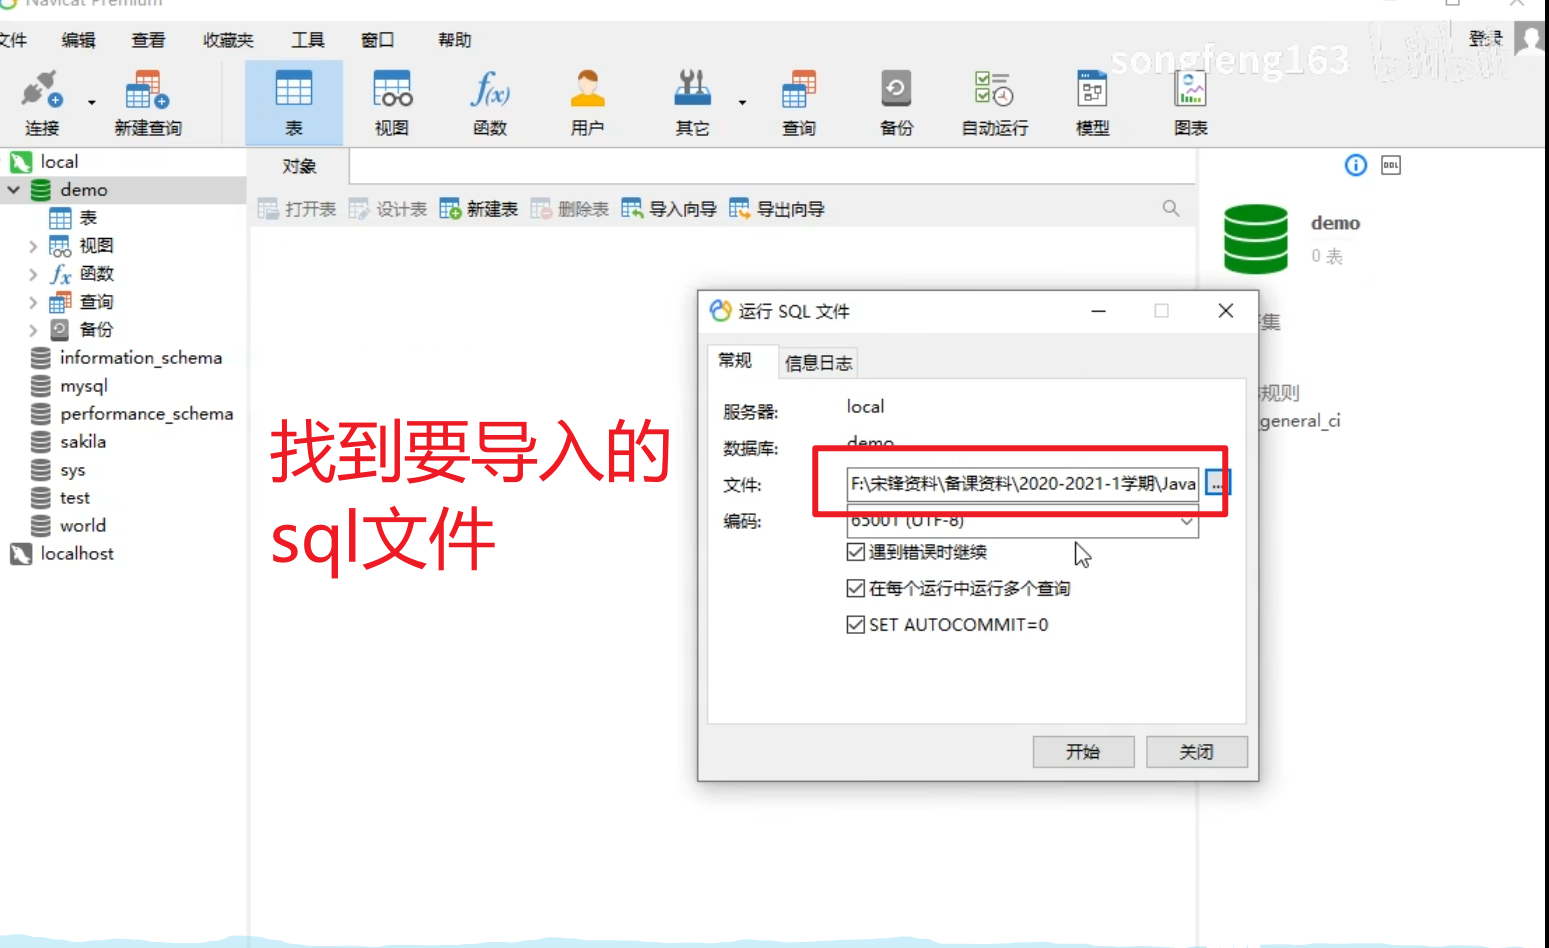 Navicat Premium
文件 编辑 查看 收藏夹 工具 窗口 帮助
登录
songfeng163 bilibili
连接 新建查询 表 视图 函数 用户 其它 查询 备份 自动运行 模型 图表
local
demo
表
视图
函数
查询
备份
information_schema
mysql
performance_schema
sakila
sys
test
world
localhost
对象
打开表 设计表 新建表 删除表 导入向导 导出向导
DDL
demo
0 表
集
规则
_general_ci
找到要导入的
sql文件
运行 SQL 文件
常规 信息日志
服务器: local
数据库: demo
文件: F:\宋锋资料\备课资料\2020-2021-1学期\Java ...
编码: 65001 (UTF-8)
遇到错误时继续
在每个运行中运行多个查询
SET AUTOCOMMIT=0
开始 关闭